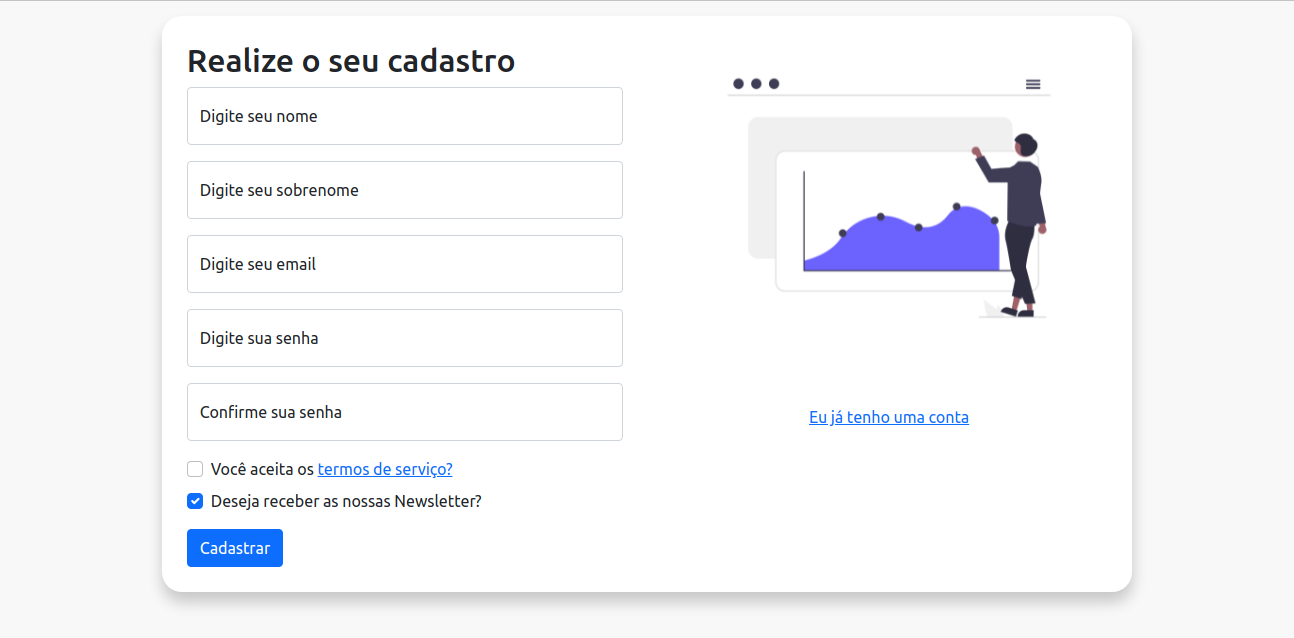 Realize o seu cadastro
Digite seu nome
Digite seu sobrenome
Digite seu email
Digite sua senha
Confirme sua senha
Você aceita os termos de serviço?
Deseja receber as nossas Newsletter?
Cadastrar
Eu já tenho uma conta